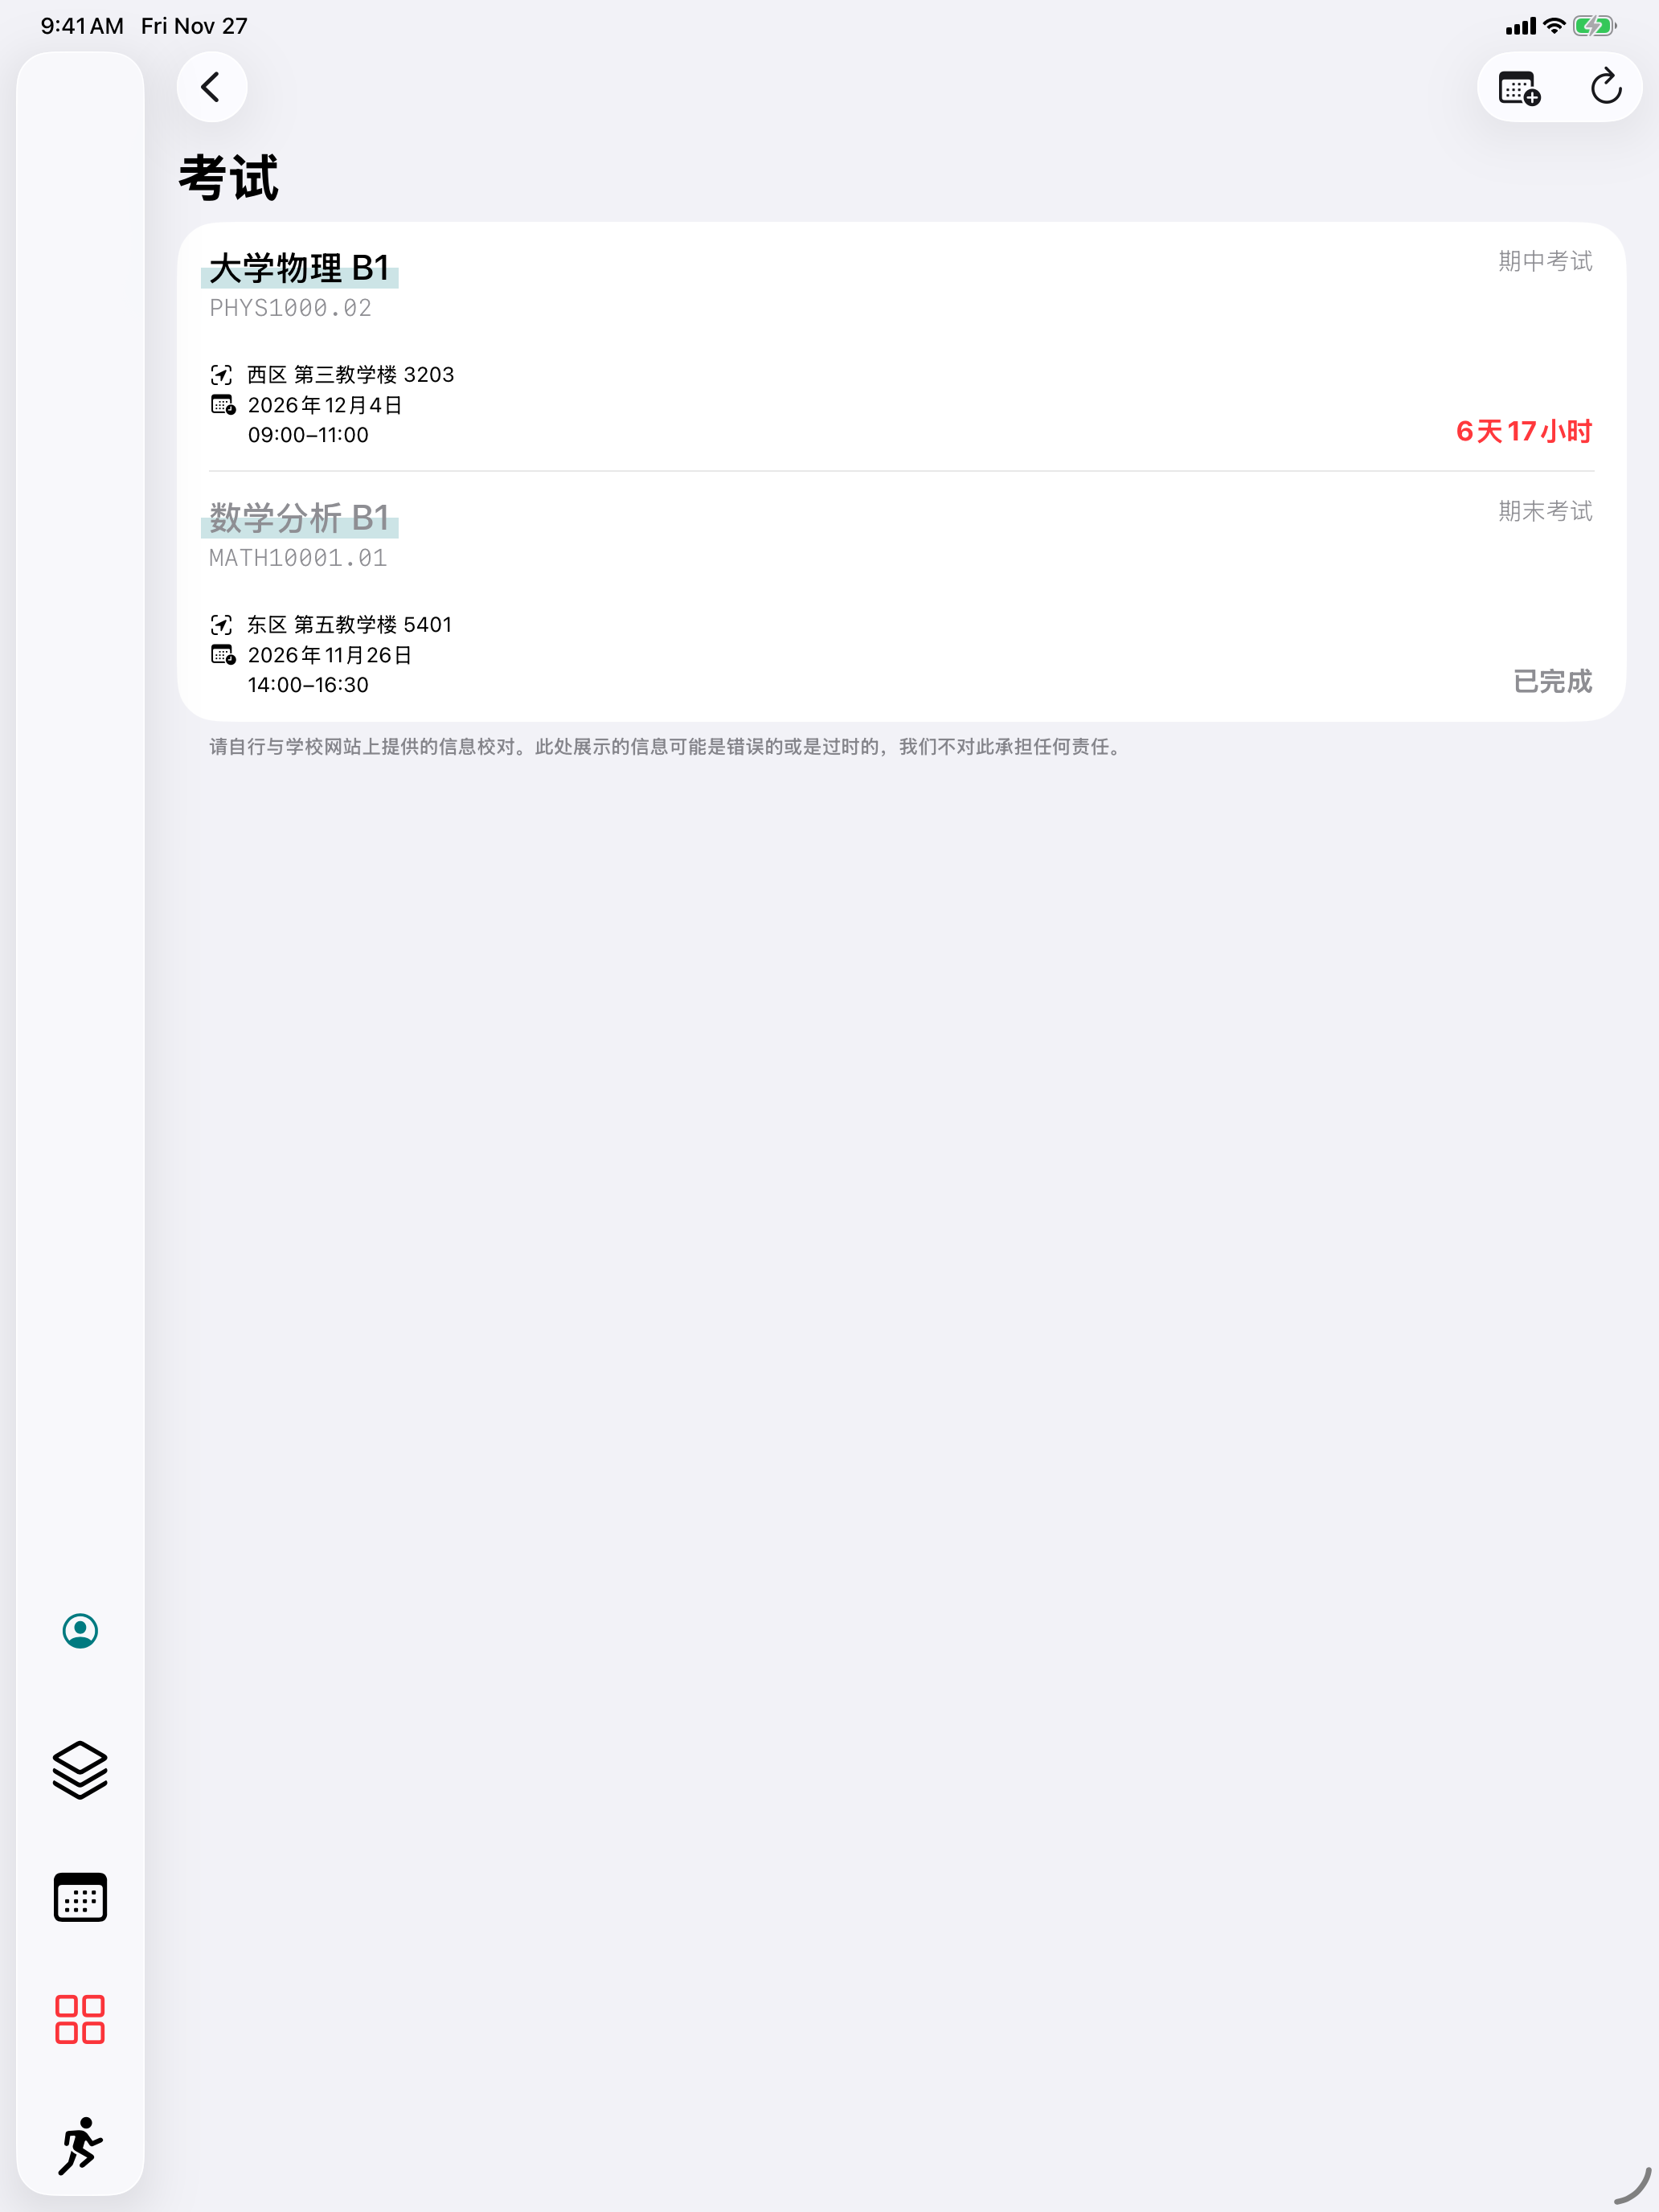 9:41 AM Fri Nov 27
考试
大学物理 B1
期中考试
PHYS1000.02
西区 第三教学楼 3203
2026年12月4日
09:00–11:00
6天17小时
数学分析 B1
期末考试
MATH10001.01
东区 第五教学楼 5401
2026年11月26日
14:00–16:30
已完成
请自行与学校网站上提供的信息校对。此处展示的信息可能是错误的或是过时的，我们不对此承担任何责任。